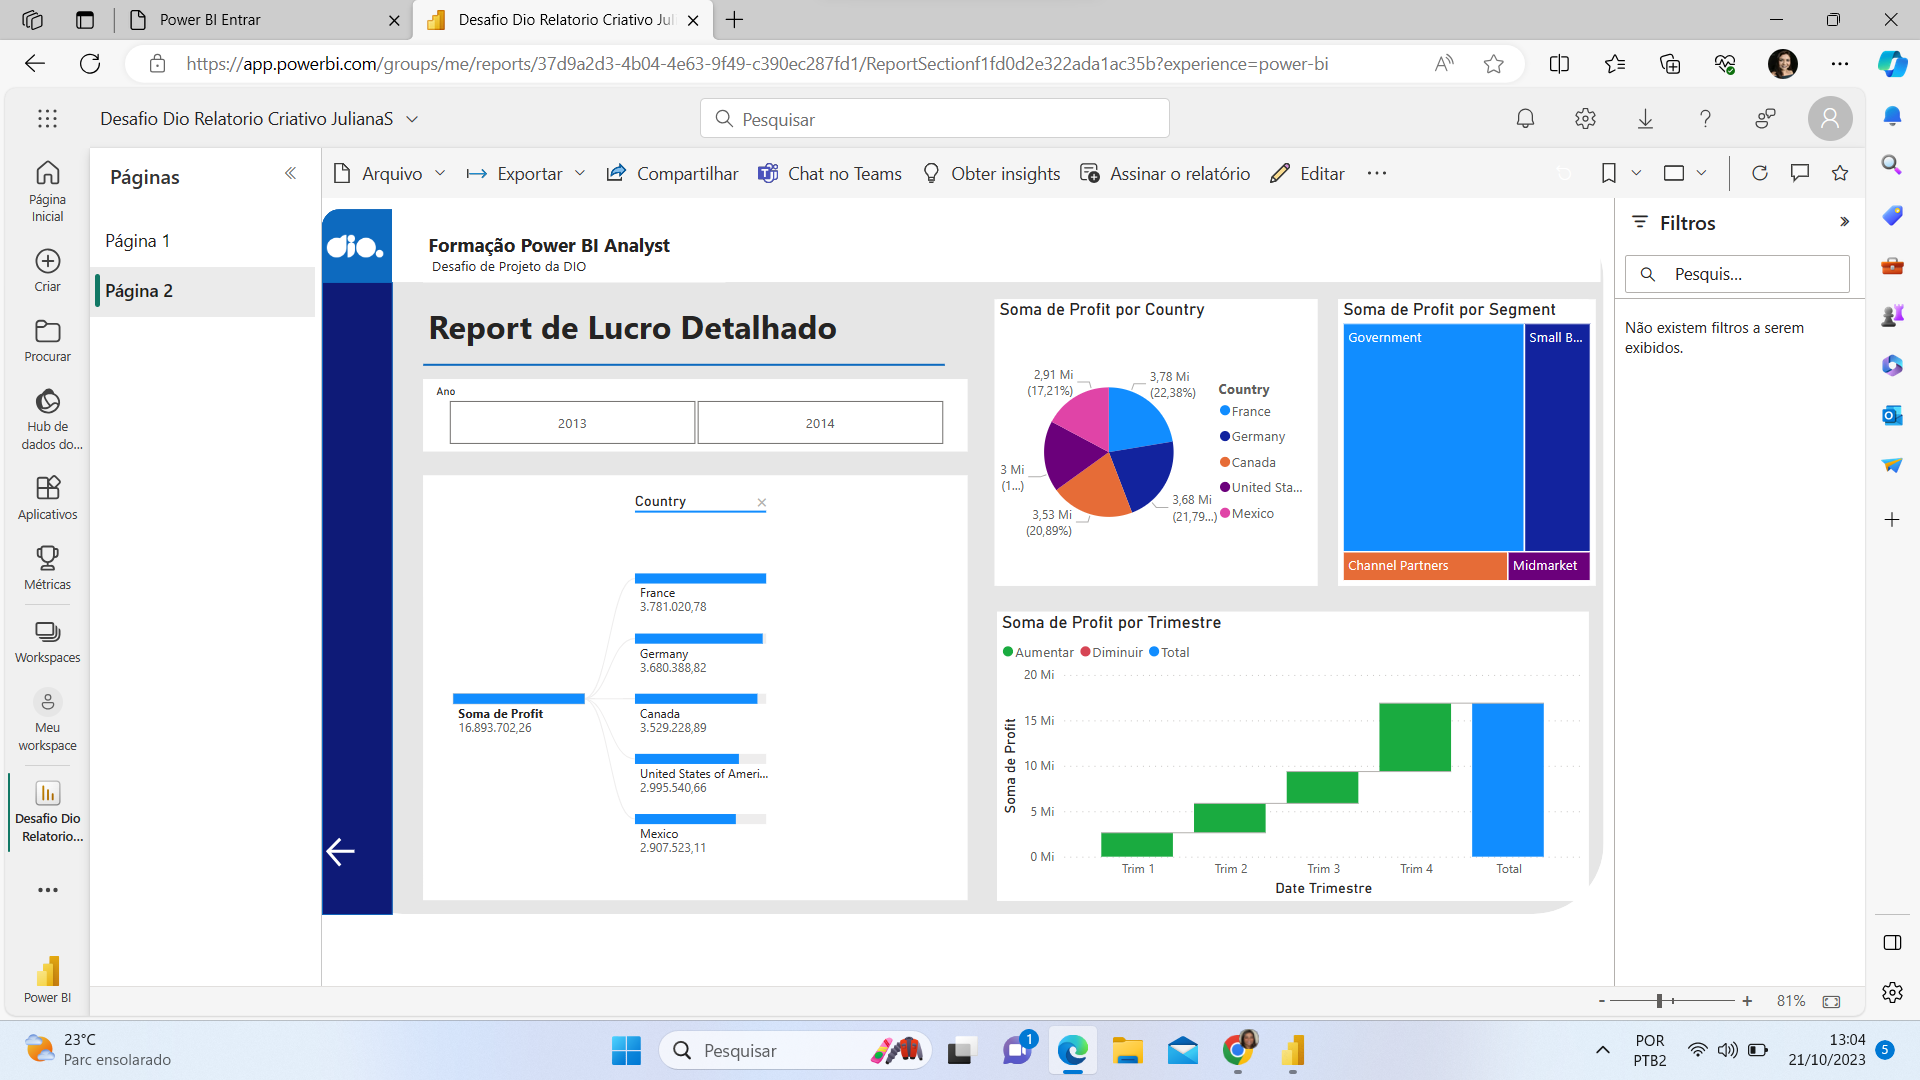 Power BI Entrar
Desafio Dio Relatorio Criativo Juli
https://app.powerbi.com/groups/me/reports/37d9a2d3-4b04-4e63-9f49-c390ec287fd1/ReportSectionf1fd0d2e322ada1ac35b?experience=power-bi
Desafio Dio Relatorio Criativo JulianaS
Pesquisar
Página
Inicial
Criar
Procurar
Hub de
dados do...
Aplicativos
Métricas
Workspaces
Meu
workspace
Desafio Dio
Relatorio...
Power BI
Páginas
Página 1
Página 2
Arquivo
Exportar
Compartilhar
Chat no Teams
Obter insights
Assinar o relatório
Editar
dio.
Formação Power BI Analyst
Desafio de Projeto da DIO
Report de Lucro Detalhado
Ano
2013
2014
Country
France
3.781.020,78
Germany
3.680.388,82
Soma de Profit
16.893.702,26
Canada
3.529.228,89
United States of Ameri...
2.995.540,66
Mexico
2.907.523,11
Soma de Profit por Country
2,91 Mi
(17,21%)
3,78 Mi
(22,38%)
3 Mi
(1...)
3,53 Mi
(20,89%)
3,68 Mi
(21,79...)
Country
France
Germany
Canada
United Sta...
Mexico
Soma de Profit por Segment
Government
Small B...
Channel Partners
Midmarket
Soma de Profit por Trimestre
Aumentar
Diminuir
Total
Soma de Profit
20 Mi
15 Mi
10 Mi
5 Mi
0 Mi
Trim 1
Trim 2
Trim 3
Trim 4
Total
Date Trimestre
Filtros
Pesquis...
Não existem filtros a serem
exibidos.
- + 81%
23°C
Parc ensolarado
Pesquisar
1
POR
PTB2
13:04
21/10/2023
5